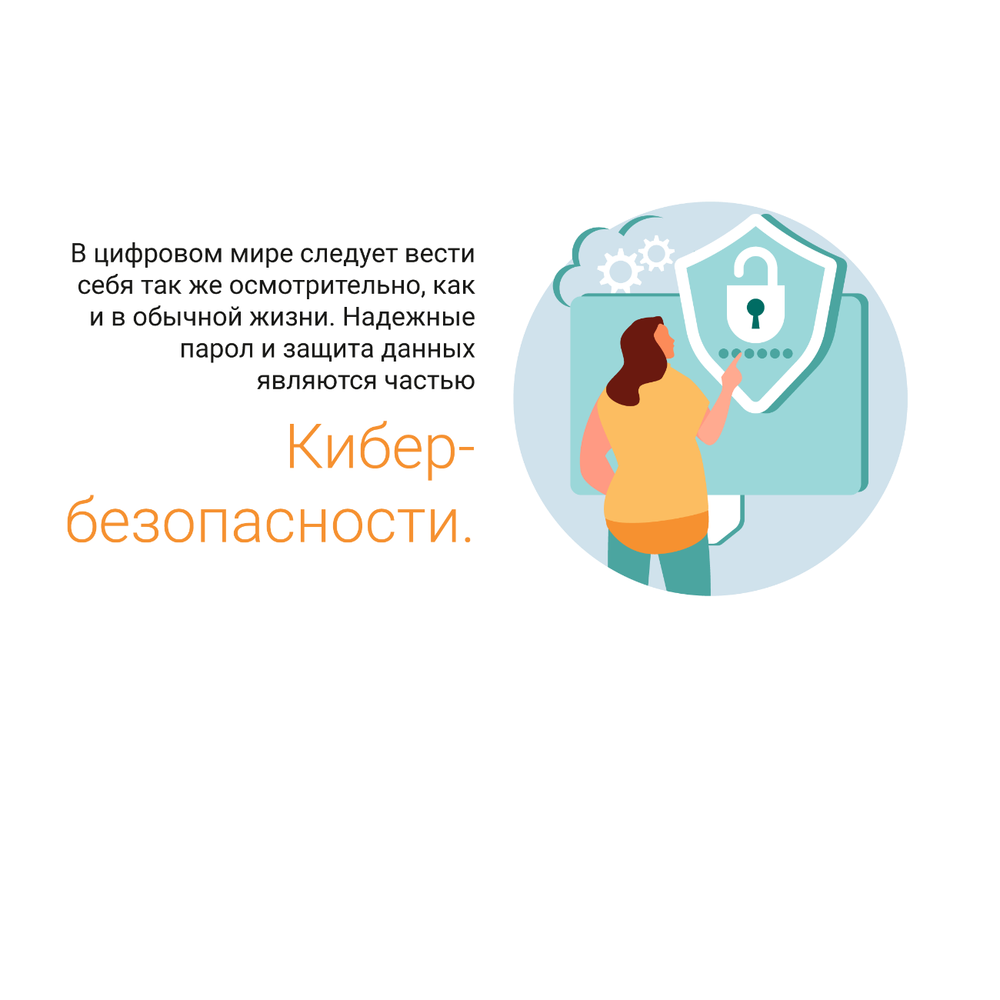 В цифровом мире следует вести
себя так же осмотрительно, как
и в обычной жизни. Надежные
парол и защита данных
являются частью
Кибер-
безопасности.